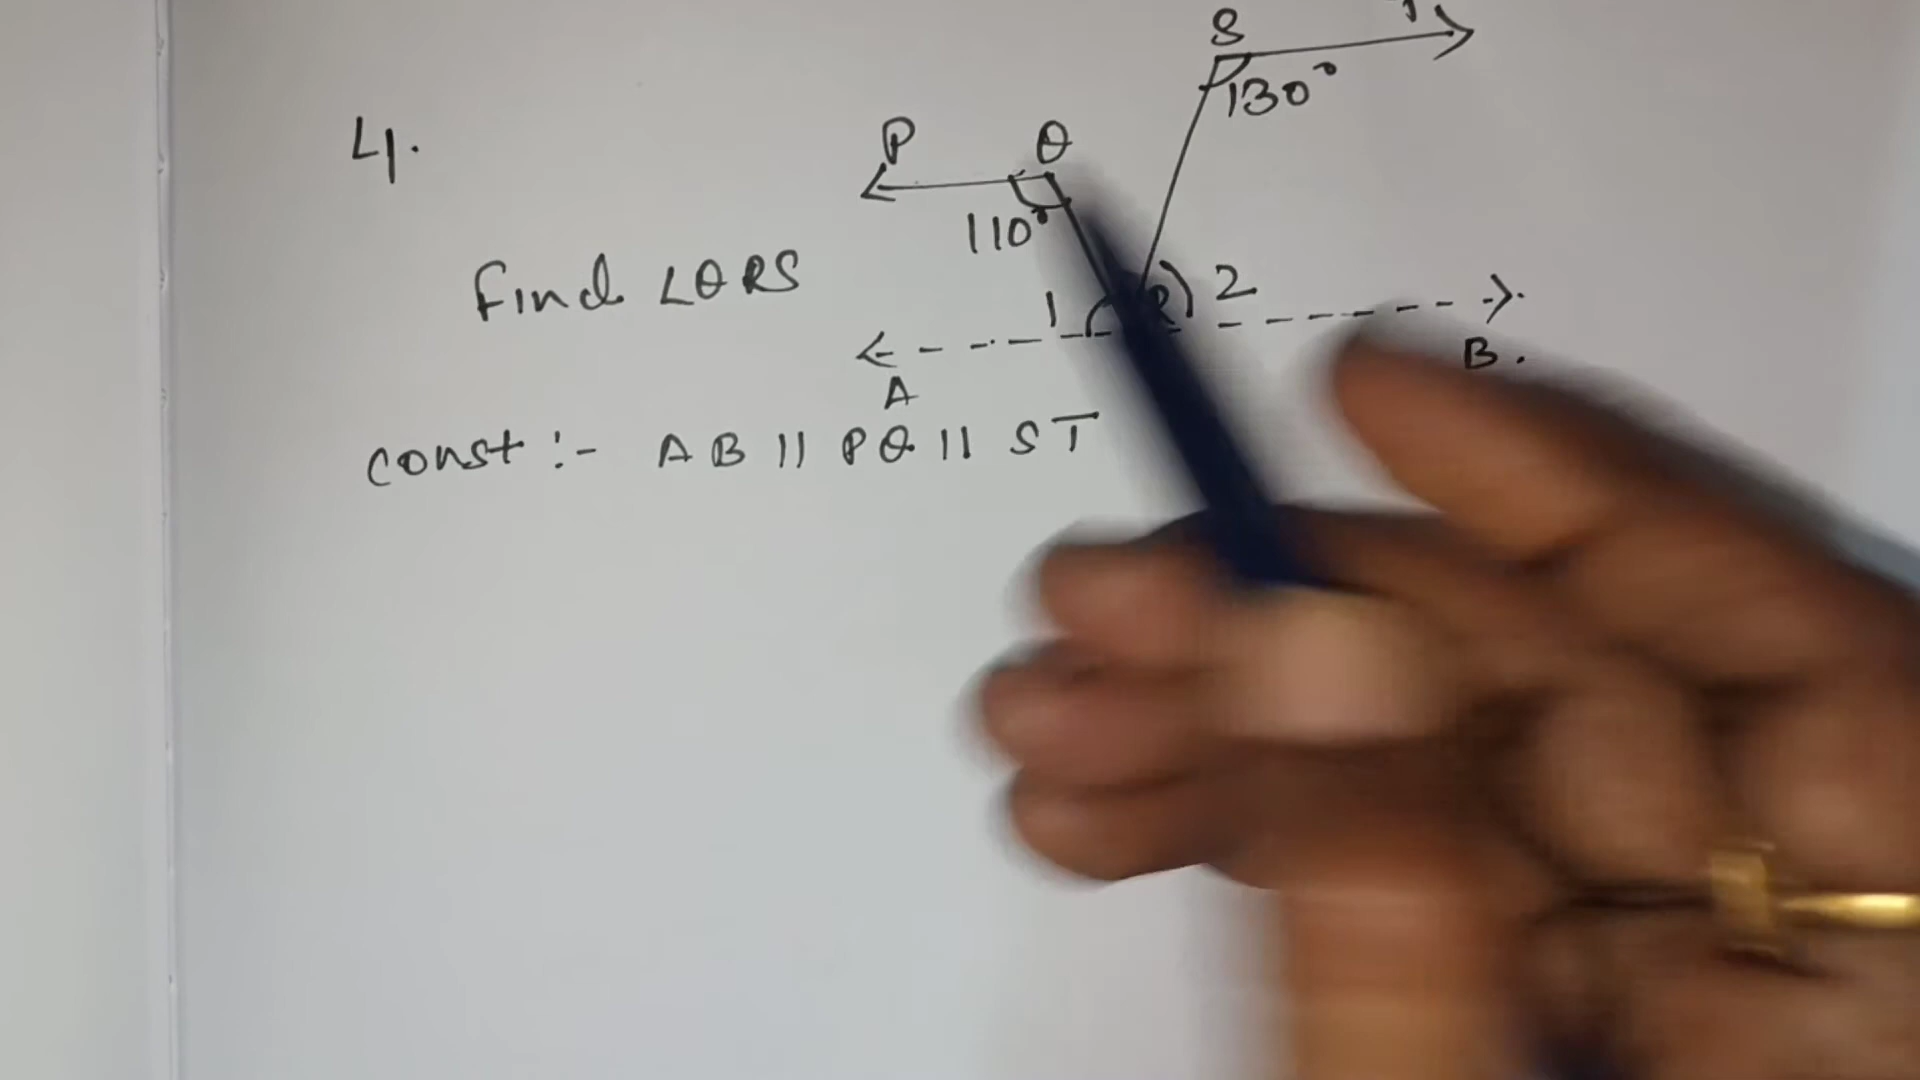 S
130°
4.
P Q
110°
Find ∠QRS
1 R 2
A B.
const :- AB || PQ || ST